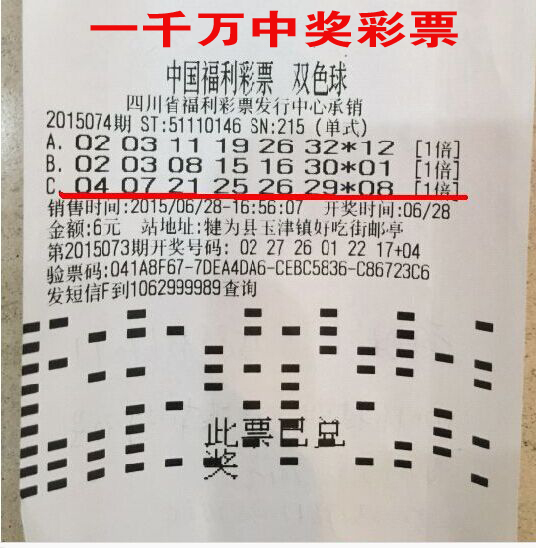 一千万中奖彩票
中国福利彩票 双色球
四川省福利彩票发行中心承销
2015074期 ST:51110146 SN:215 (单式)
A. 02 03 11 19 26 32*12 [1倍]
B. 02 03 08 15 16 30*01 [1倍]
C. 04 07 21 25 26 29*08 [1倍]
销售时间:2015/06/28-16:56:07 开奖时间:06/28
金额:6元 站地址:犍为县玉津镇好吃街邮亭
第2015073期开奖号码: 02 27 26 01 22 17+04
验票码:041A8F67-7DEA4DA6-CEBC5836-C86723C6
发短信F到1062999989查询
此票已兑
奖